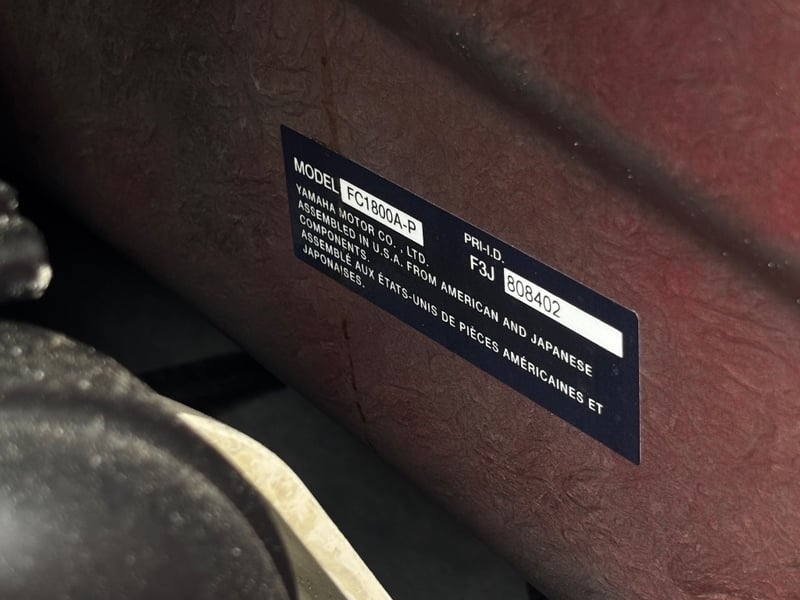 MODEL FC1800A-P
PRI-I.D.
F3J 808402
YAMAHA MOTOR CO. , LTD.
ASSEMBLED IN U.S.A. FROM AMERICAN AND JAPANESE
COMPONENTS.
ASSEMBLÉ AUX ÉTATS-UNIS DE PIÈCES AMÉRICAINES ET
JAPONAISES.